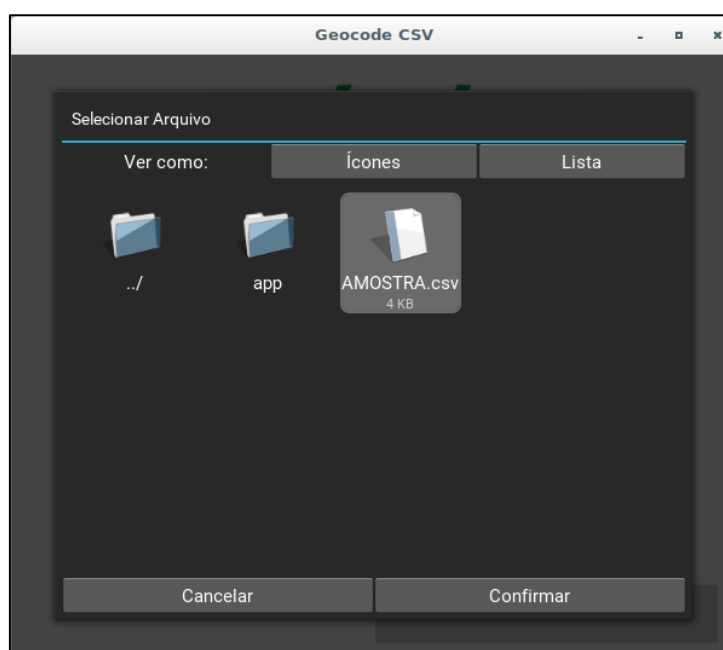 Geocode CSV
Selecionar Arquivo
Ver como: Ícones Lista
../ app AMOSTRA.csv
4 KB
Cancelar Confirmar